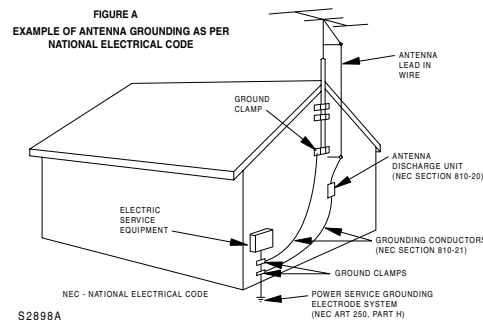 FIGURE A
EXAMPLE OF ANTENNA GROUNDING AS PER
NATIONAL ELECTRICAL CODE
ANTENNA
LEAD IN
WIRE
GROUND
CLAMP
ANTENNA
DISCHARGE UNIT
(NEC SECTION 810-20)
ELECTRIC
SERVICE
EQUIPMENT
GROUNDING CONDUCTORS
(NEC SECTION 810-21)
GROUND CLAMPS
NEC - NATIONAL ELECTRICAL CODE
POWER SERVICE GROUNDING
ELECTRODE SYSTEM
(NEC ART 250, PART H)
S2898A